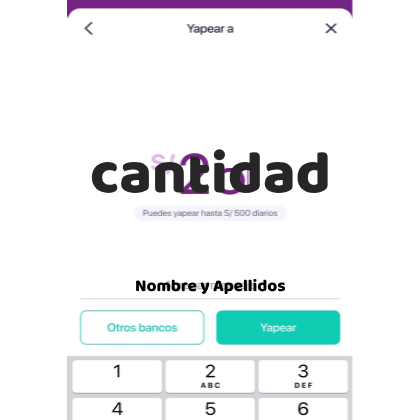 Yapear a
S/
cantidad
Puedes yapear hasta S/ 500 diarios
Nombre y Apellidos
Otros bancos
Yapear
1
2
3
ABC
DEF
4
5
6